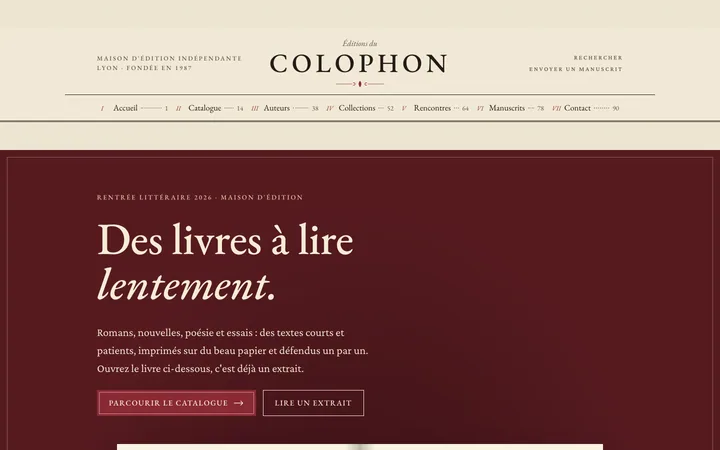 Éditions du
MAISON D'ÉDITION INDÉPENDANTE
LYON · FONDÉE EN 1987
COLOPHON
RECHERCHER
ENVOYER UN MANUSCRIT
I Accueil 1 II Catalogue 14 III Auteurs 38 IV Collections 52 V Rencontres 64 VI Manuscrits 78 VII Contact 90
RENTRÉE LITTÉRAIRE 2026 · MAISON D'ÉDITION
Des livres à lire
lentement.
Romans, nouvelles, poésie et essais : des textes courts et
patients, imprimés sur du beau papier et défendus un par un.
Ouvrez le livre ci-dessous, c'est déjà un extrait.
PARCOURIR LE CATALOGUE →
LIRE UN EXTRAIT